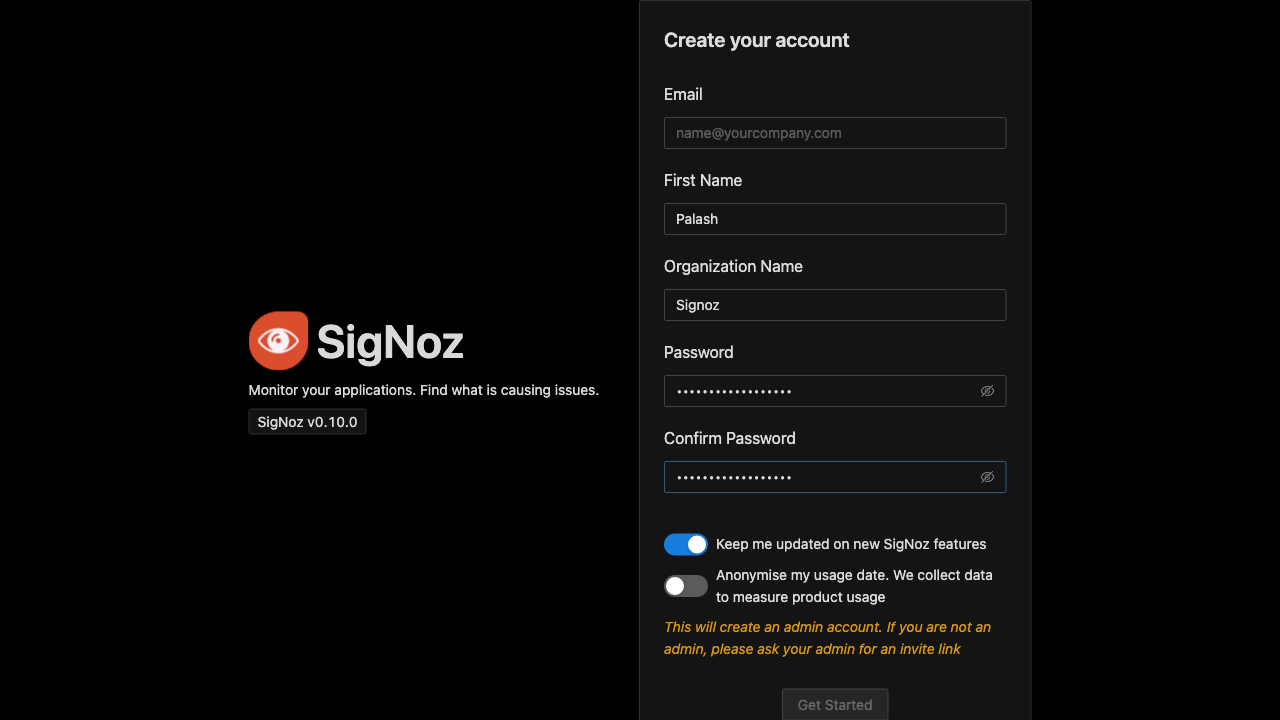 Create your account
Email
name@yourcompany.com
First Name
Palash
Organization Name
Signoz
Password
••••••••••••••••••
Confirm Password
••••••••••••••••••
SigNoz
Monitor your applications. Find what is causing issues.
SigNoz v0.10.0
Keep me updated on new SigNoz features
Anonymise my usage date. We collect data
to measure product usage
This will create an admin account. If you are not an
admin, please ask your admin for an invite link
Get Started